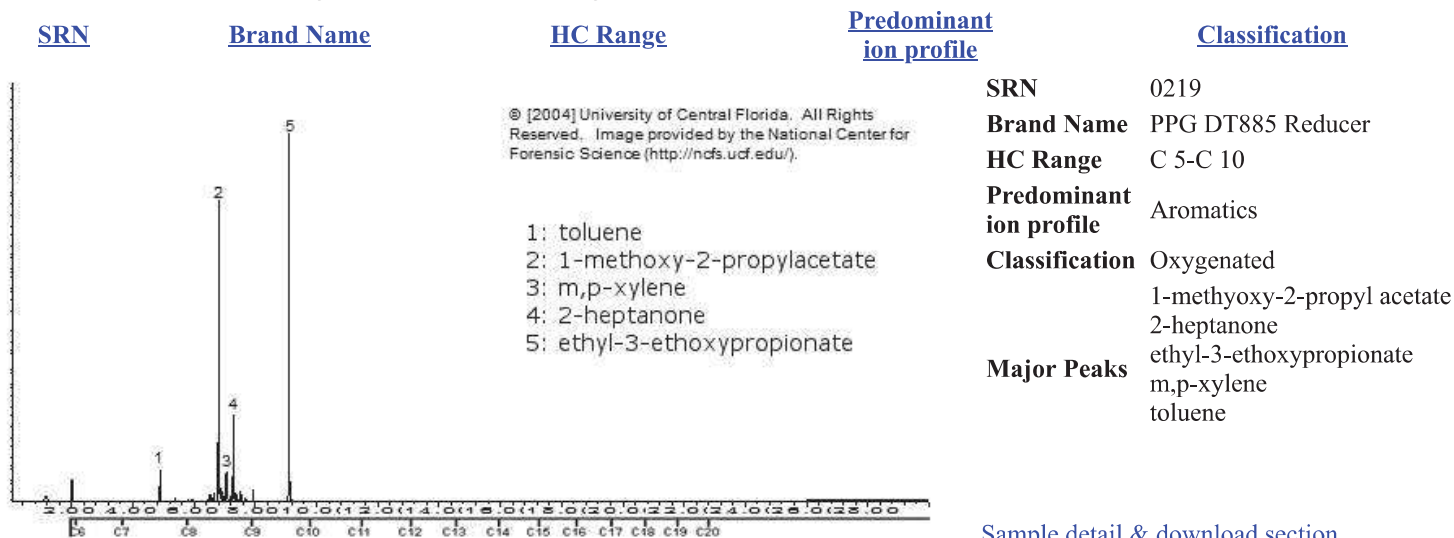 SRN Brand Name HC Range Predominant ion profile Classification
5
© [2004] University of Central Florida. All Rights
Reserved. Image provided by the National Center for
Forensic Science (http://ncfs.ucf.edu/).
2
1: toluene
2: 1-methoxy-2-propylacetate
3: m,p-xylene
4: 2-heptanone
5: ethyl-3-ethoxypropionate
4
1
3
C6 C7 C8 C9 C10 C11 C12 C13 C14 C15 C16 C17 C18 C19 C20
SRN 0219
Brand Name PPG DT885 Reducer
HC Range C 5-C 10
Predominant
ion profile Aromatics
Classification Oxygenated
Major Peaks
1-methyoxy-2-propyl acetate
2-heptanone
ethyl-3-ethoxypropionate
m,p-xylene
toluene
Sample detail & download section